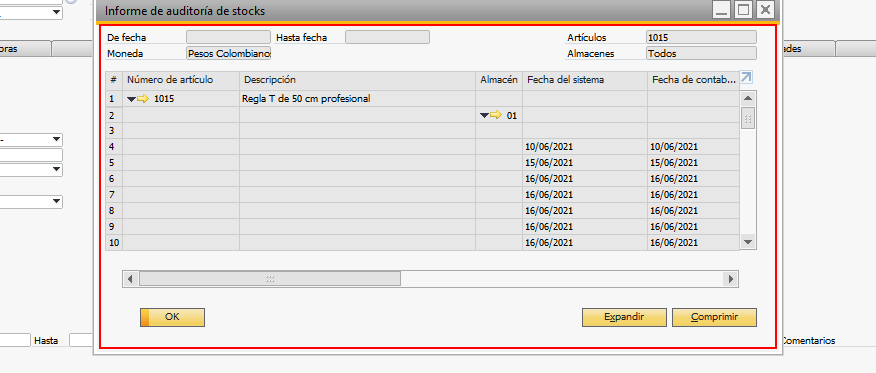 Informe de auditoría de stocks
De fecha Hasta fecha Artículos 1015
Moneda Pesos Colombianos Almacenes Todos
oras
ades
# Número de artículo Descripción Almacén Fecha del sistema Fecha de contab...
1 1015 Regla T de 50 cm profesional
2 01
3
4 10/06/2021 10/06/2021
5 15/06/2021 15/06/2021
6 16/06/2021 16/06/2021
7 16/06/2021 16/06/2021
8 16/06/2021 16/06/2021
9 16/06/2021 16/06/2021
10 16/06/2021 16/06/2021
OK Expandir Comprimir
Hasta
Comentarios